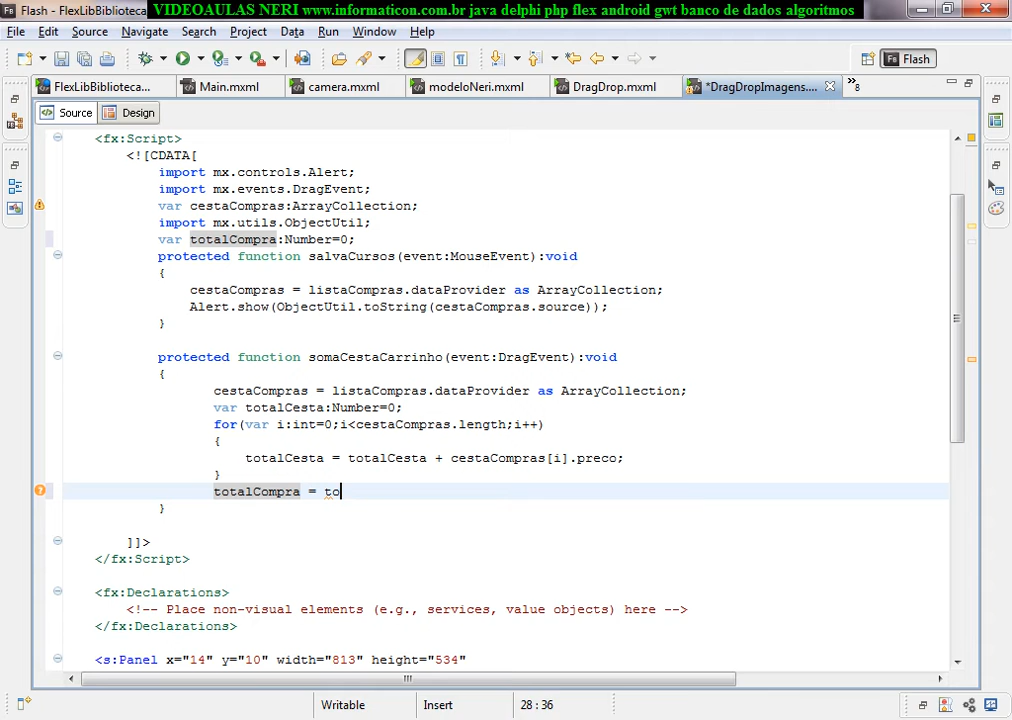 Flash - FlexLibBiblioteca
VIDEOAULAS NERI www.informaticon.com.br java delphi php flex android gwt banco de dados algoritmos
File Edit Source Navigate Search Project Data Run Window Help
Flash
FlexLibBiblioteca... Main.mxml camera.mxml modeloNeri.mxml DragDrop.mxml *DragDropImagens.... »8
Source Design
<fx:Script>
<![CDATA[
import mx.controls.Alert;
import mx.events.DragEvent;
var cestaCompras:ArrayCollection;
import mx.utils.ObjectUtil;
var totalCompra:Number=0;
protected function salvaCursos(event:MouseEvent):void
{
cestaCompras = listaCompras.dataProvider as ArrayCollection;
Alert.show(ObjectUtil.toString(cestaCompras.source));
}
protected function somaCestaCarrinho(event:DragEvent):void
{
cestaCompras = listaCompras.dataProvider as ArrayCollection;
var totalCesta:Number=0;
for(var i:int=0;i<cestaCompras.length;i++)
{
totalCesta = totalCesta + cestaCompras[i].preco;
}
totalCompra = to
}
]]>
</fx:Script>
<fx:Declarations>
<!-- Place non-visual elements (e.g., services, value objects) here -->
</fx:Declarations>
<s:Panel x="14" y="10" width="813" height="534"
Writable Insert 28 : 36